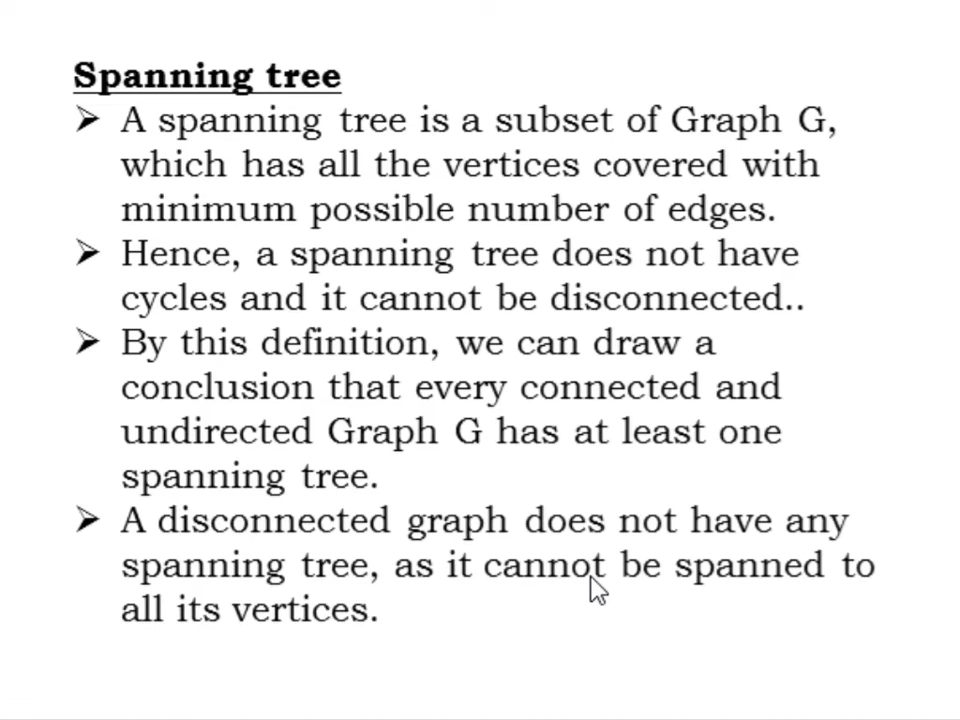 Spanning tree
➢ A spanning tree is a subset of Graph G,
which has all the vertices covered with
minimum possible number of edges.
➢ Hence, a spanning tree does not have
cycles and it cannot be disconnected..
➢ By this definition, we can draw a
conclusion that every connected and
undirected Graph G has at least one
spanning tree.
➢ A disconnected graph does not have any
spanning tree, as it cannot be spanned to
all its vertices.